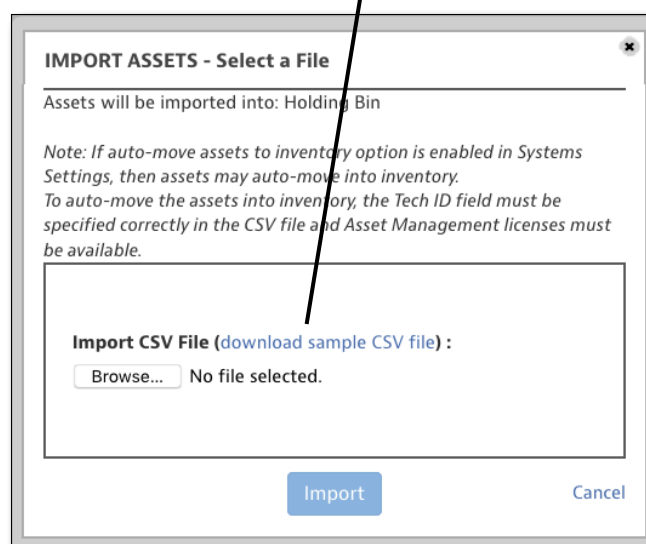 IMPORT ASSETS - Select a File
Assets will be imported into: Holding Bin
Note: If auto-move assets to inventory option is enabled in Systems
Settings, then assets may auto-move into inventory.
To auto-move the assets into inventory, the Tech ID field must be
specified correctly in the CSV file and Asset Management licenses must
be available.
Import CSV File (download sample CSV file) :
Browse... No file selected.
Import Cancel